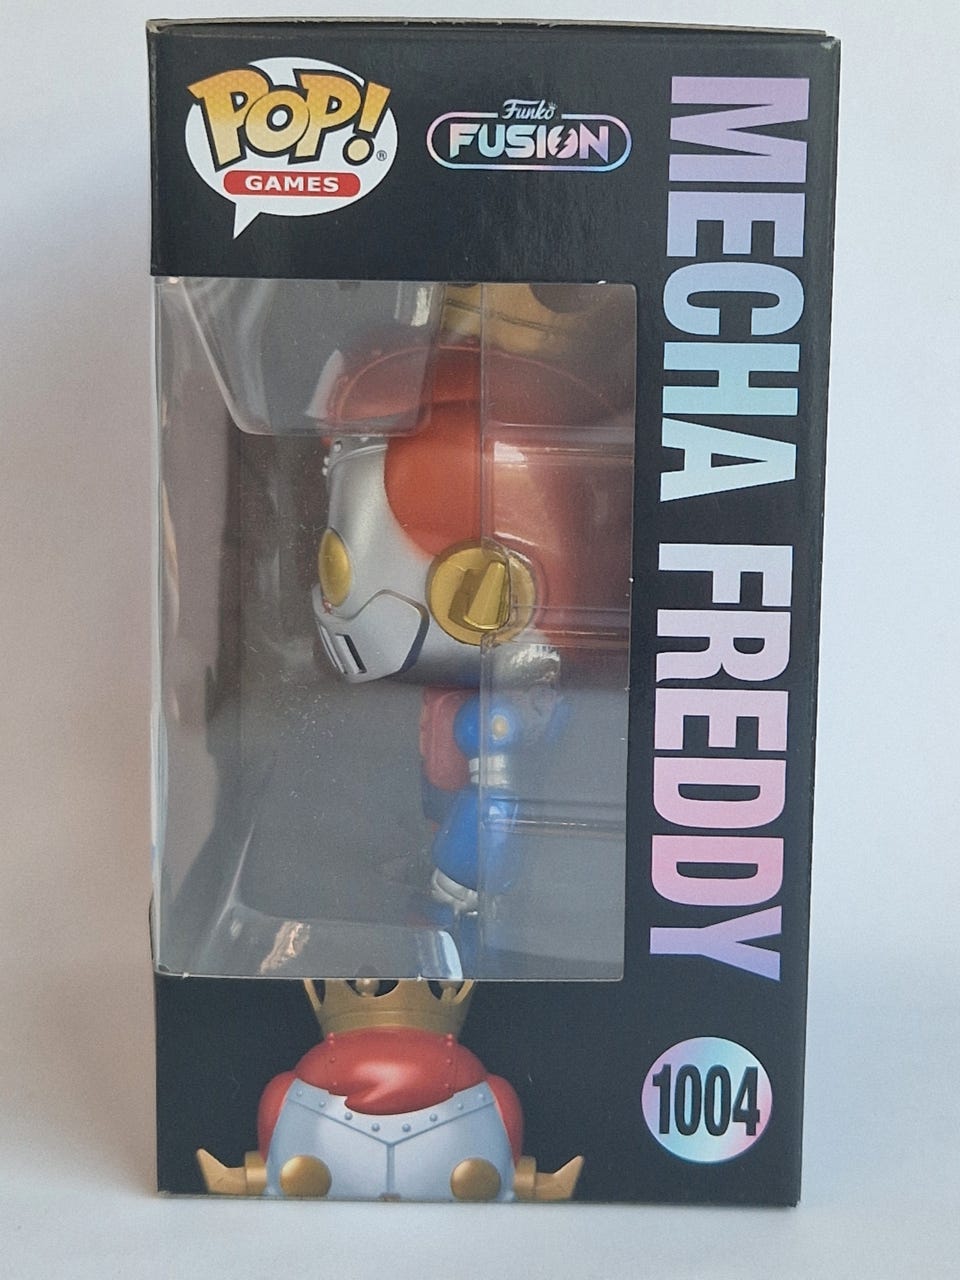 POP!®
GAMES
Funko
FUSION
MECHA FREDDY
1004